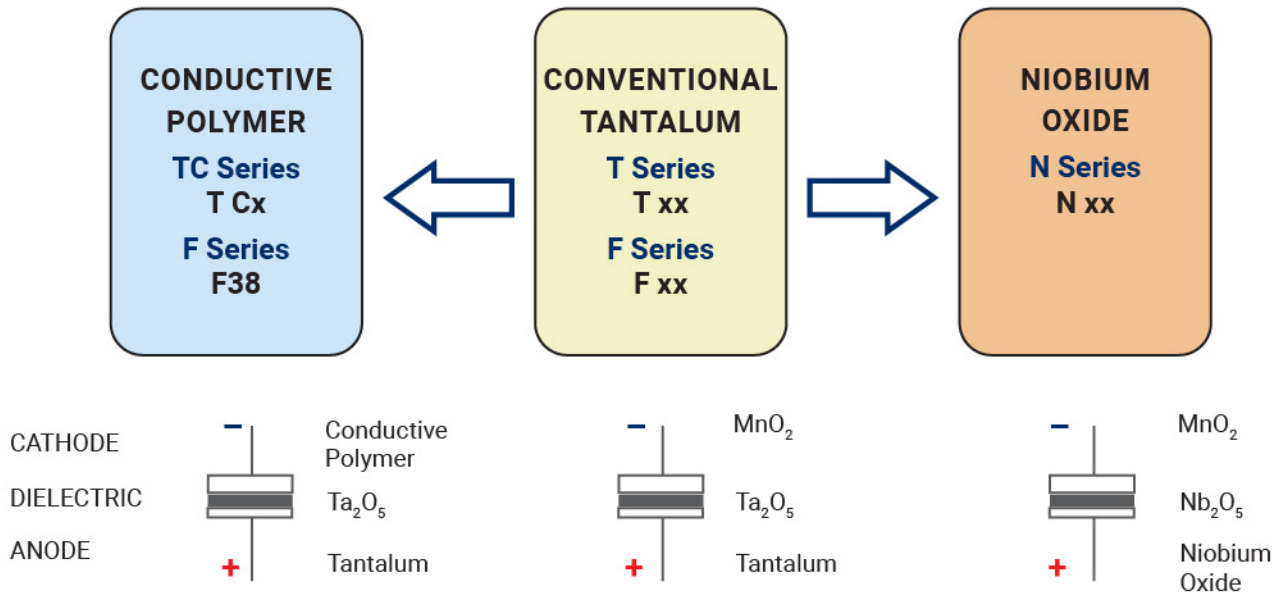 CONDUCTIVE
POLYMER
TC Series
T Cx
F Series
F38
CONVENTIONAL
TANTALUM
T Series
T xx
F Series
F xx
NIOBIUM
OXIDE
N Series
N xx
CATHODE
DIELECTRIC
ANODE
−
Conductive
Polymer
Ta₂O₅
+
Tantalum
−
MnO₂
Ta₂O₅
+
Tantalum
−
MnO₂
Nb₂O₅
+
Niobium
Oxide